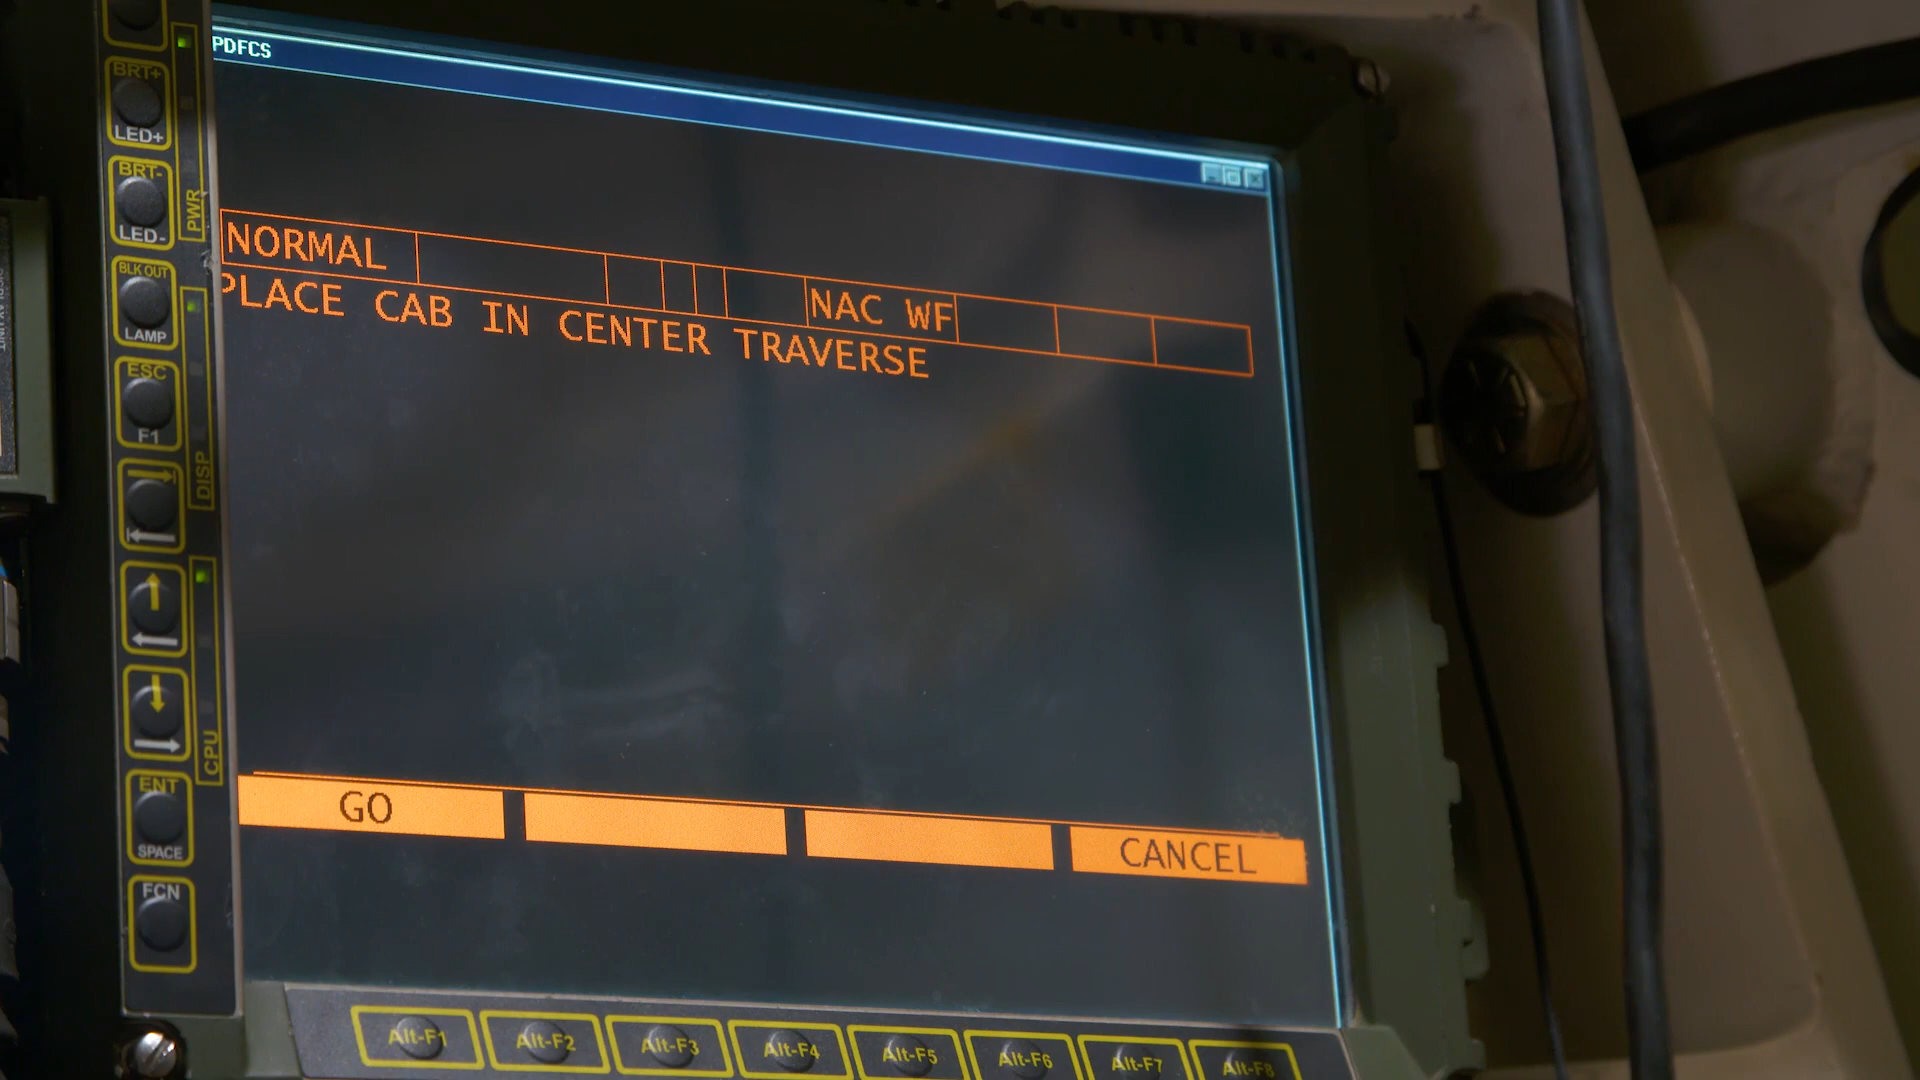 PDFCS
BRT+
LED+
BRT-
LED-
PWR
BLK OUT
LAMP
ESC
F1
DISP
CPU
ENT
SPACE
FCN
NORMAL
NAC WF
PLACE CAB IN CENTER TRAVERSE
GO
CANCEL
Alt-F1
Alt-F2
Alt-F3
Alt-F4
Alt-F5
Alt-F6
Alt-F7
Alt-F8